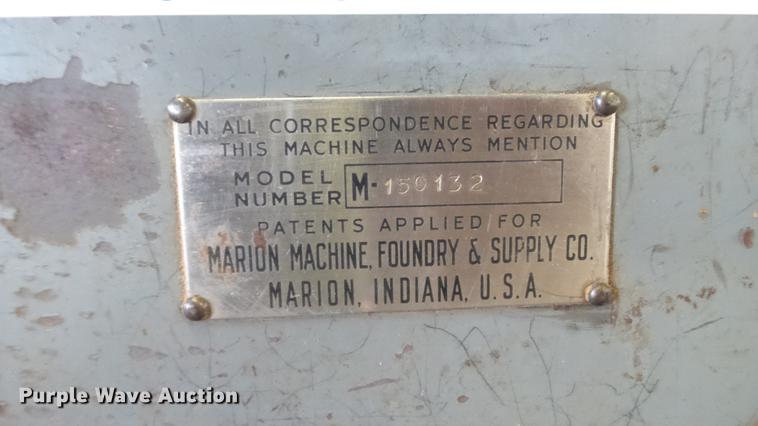 IN ALL CORRESPONDENCE REGARDING
THIS MACHINE ALWAYS MENTION
MODEL NUMBER M-150132
PATENTS APPLIED FOR
MARION MACHINE, FOUNDRY & SUPPLY CO.
MARION, INDIANA, U.S.A.
Purple Wave Auction